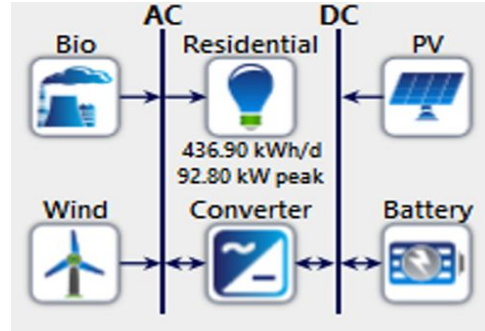 AC DC
Bio Residential PV
436.90 kWh/d
92.80 kW peak
Wind Converter Battery